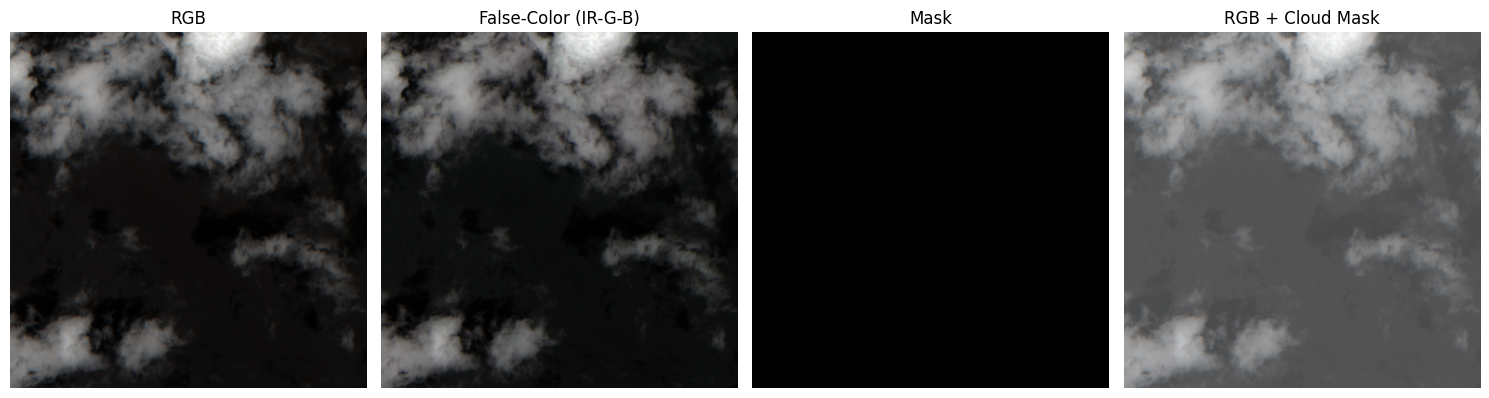 RGB
False-Color (IR-G-B)
Mask
RGB + Cloud Mask